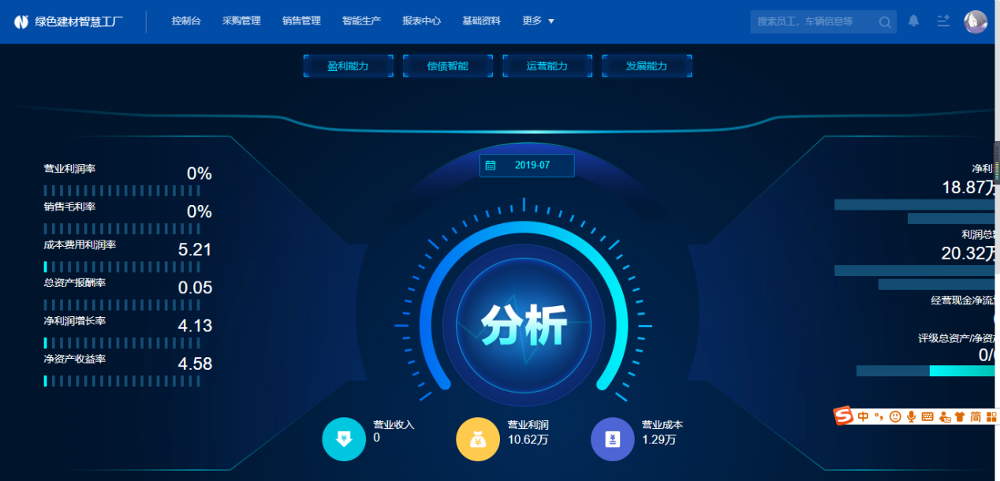 绿色建材智慧工厂 控制台 采购管理 销售管理 智能生产 报表中心 基础资料 更多 搜索员工，车辆信息等
盈利能力 偿债智能 运营能力 发展能力
2019-07
营业利润率
0%
销售毛利率
0%
成本费用利润率
5.21
总资产报酬率
0.05
净利润增长率
4.13
净资产收益率
4.58
分析
净利
18.87万
利润总
20.32万
经营现金净流
评级总资产/净资
0/
营业收入
0
营业利润
10.62万
营业成本
1.29万
S 中 °, 简